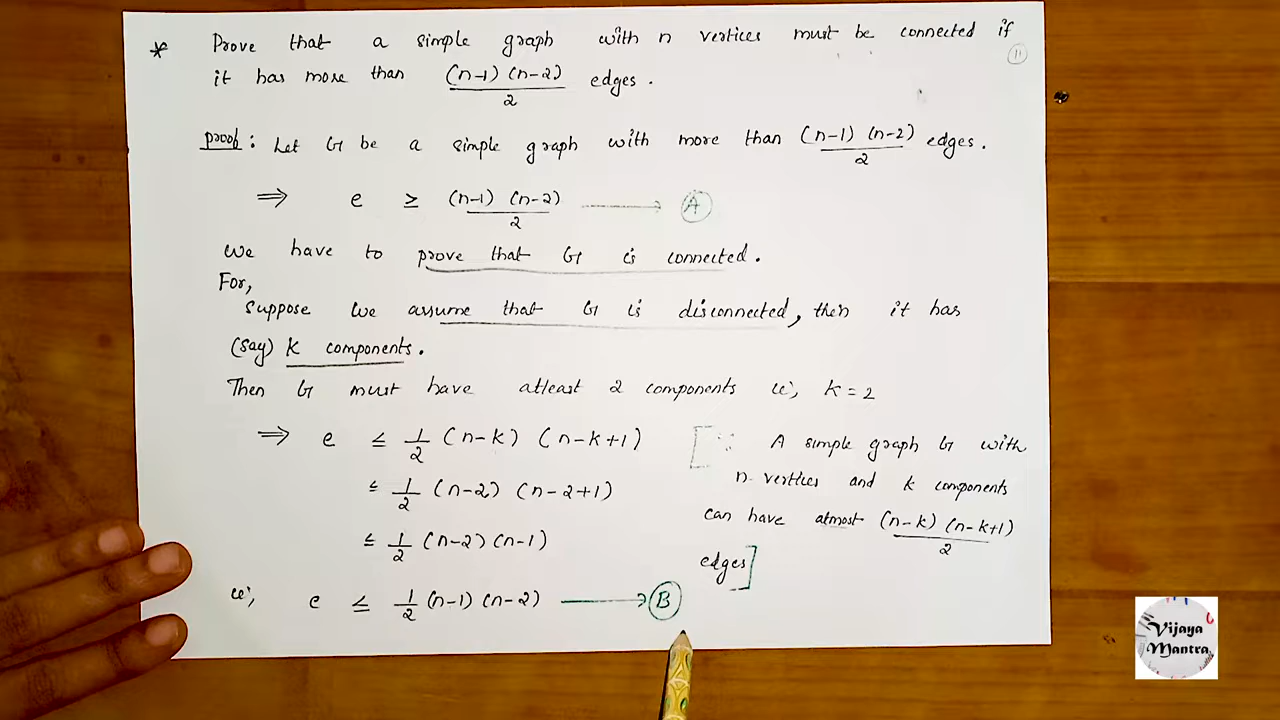 * Prove that a simple graph with n vertices must be connected if
it has more than (n-1) (n-2)/2 edges.
11
Proof: Let G be a simple graph with more than (n-1) (n-2)/2 edges.
⇒ e ≥ (n-1) (n-2)/2 → A
We have to prove that G is connected.
For,
Suppose we assume that G is disconnected, then it has
(say) k components.
Then G must have atleast 2 components ie, k = 2
⇒ e ≤ 1/2 (n-k) (n-k+1)
≤ 1/2 (n-2) (n-2+1)
≤ 1/2 (n-2) (n-1)
ie, e ≤ 1/2 (n-1) (n-2) → B
[∵ A simple graph G with
n vertices and k components
can have atmost (n-k) (n-k+1)/2
edges]
Vijaya
Mantra